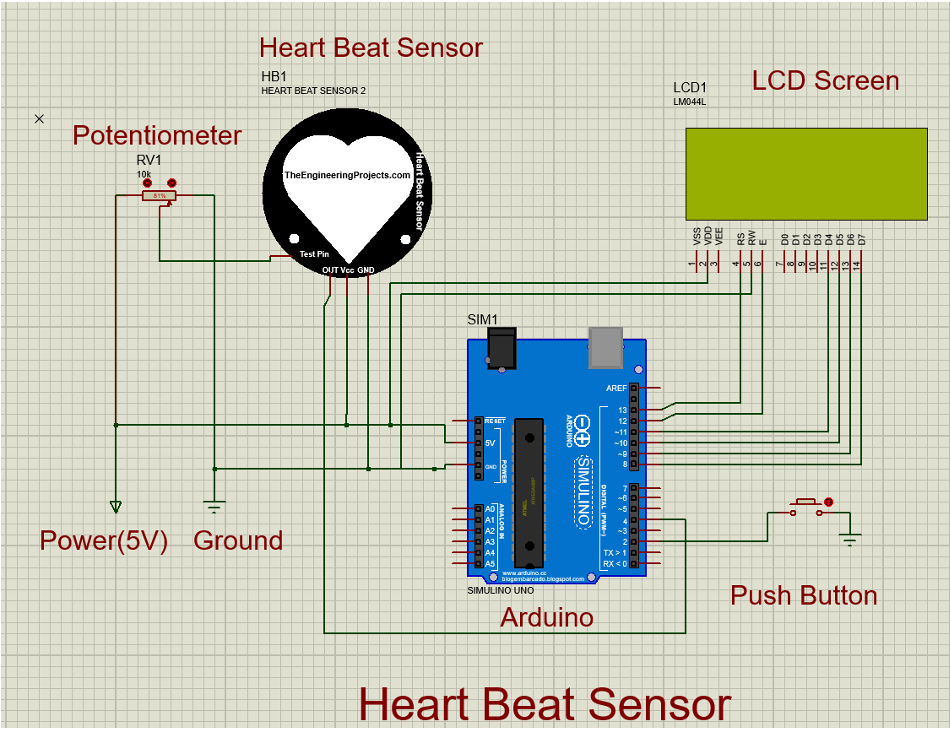 Heart Beat Sensor
HB1
HEART BEAT SENSOR 2
LCD1
LM044L
LCD Screen
Potentiometer
RV1
10k
81%
TheEngineeringProjects.com
Heart Beat Sensor
Test Pin
OUT Vcc GND
VSS VDD VEE RS RW E D0 D1 D2 D3 D4 D5 D6 D7
1 2 3 4 5 6 7 8 9 10 11 12 13 14
SIM1
AREF
13
12
~11
~10
~9
8
RESET
5V
GND
POWER
ARDUINO
SIMULINO
A0
A1
A2
A3
A4
A5
ANALOG IN
ATMEL
DIGITAL (PWM~)
7
~6
~5
4
~3
2
TX > 1
RX < 0
www.arduino.cc
blogembarcado.blogspot.com
SIMULINO UNO
Arduino
Power(5V)
Ground
Push Button
Heart Beat Sensor